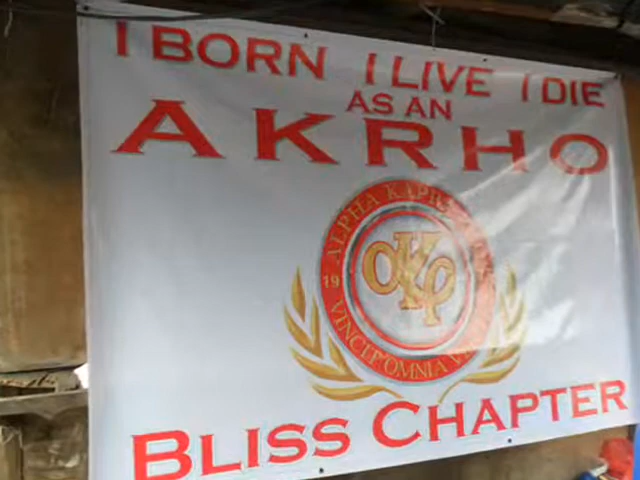 I BORN I LIVE I DIE
AS AN
AKRHO
ALPHA KAPPA
αΚρ
19
VINCIT OMNIA
BLISS CHAPTER